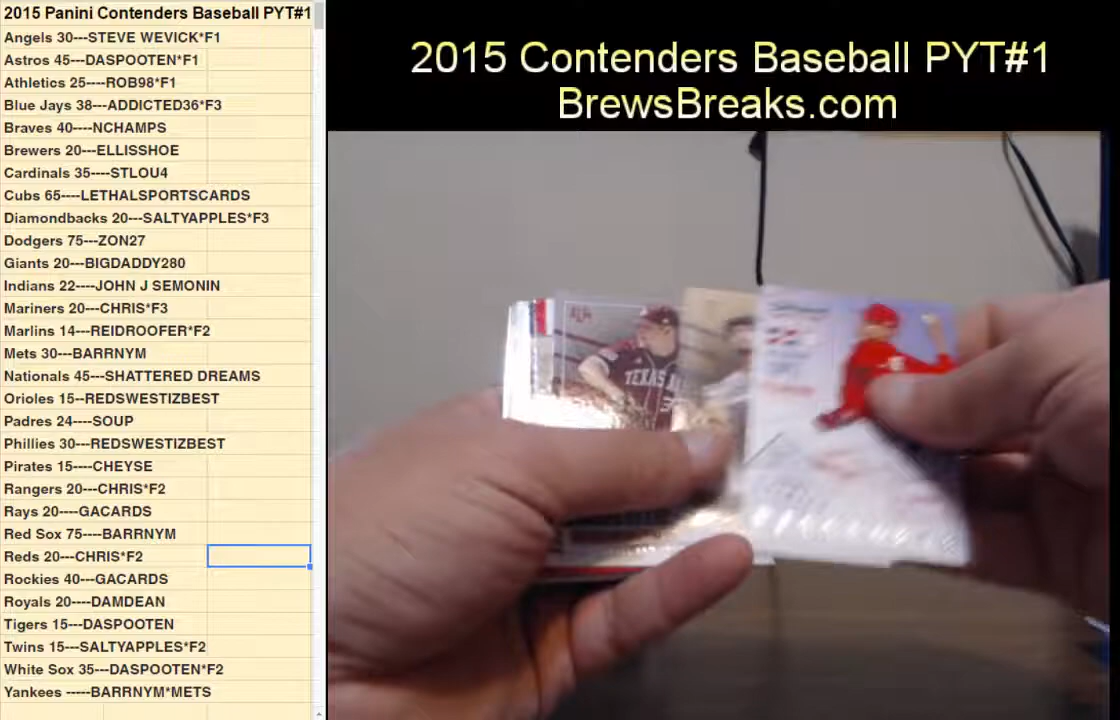 2015 Panini Contenders Baseball PYT#1
Angels 30---STEVE WEVICK*F1
Astros 45---DASPOOTEN*F1
Athletics 25----ROB98*F1
Blue Jays 38---ADDICTED36*F3
Braves 40----NCHAMPS
Brewers 20---ELLISSHOE
Cardinals 35----STLOU4
Cubs 65----LETHALSPORTSCARDS
Diamondbacks 20---SALTYAPPLES*F3
Dodgers 75---ZON27
Giants 20---BIGDADDY280
Indians 22----JOHN J SEMONIN
Mariners 20---CHRIS*F3
Marlins 14---REIDROOFER*F2
Mets 30---BARRNYM
Nationals 45---SHATTERED DREAMS
Orioles 15---REDSWESTIZBEST
Padres 24----SOUP
Phillies 30---REDSWESTIZBEST
Pirates 15----CHEYSE
Rangers 20---CHRIS*F2
Rays 20----GACARDS
Red Sox 75----BARRNYM
Reds 20---CHRIS*F2
Rockies 40---GACARDS
Royals 20----DAMDEAN
Tigers 15----DASPOOTEN
Twins 15----SALTYAPPLES*F2
White Sox 35----DASPOOTEN*F2
Yankees -----BARRNYM*METS
2015 Contenders Baseball PYT#1
BrewsBreaks.com
TEXAS